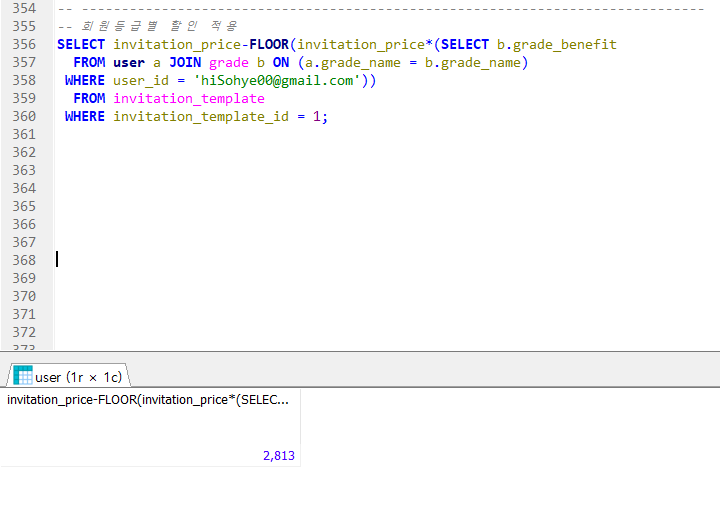 354 -- -----------------------------------------------------------------------------
355 -- 회원등급별 할인 적용
356 SELECT invitation_price-FLOOR(invitation_price*(SELECT b.grade_benefit
357 FROM user a JOIN grade b ON (a.grade_name = b.grade_name)
358 WHERE user_id = 'hiSohye00@gmail.com'))
359 FROM invitation_template
360 WHERE invitation_template_id = 1;
361
362
363
364
365
366
367
368
369
370
371
372
373
user (1r × 1c)
invitation_price-FLOOR(invitation_price*(SELEC...
2,813